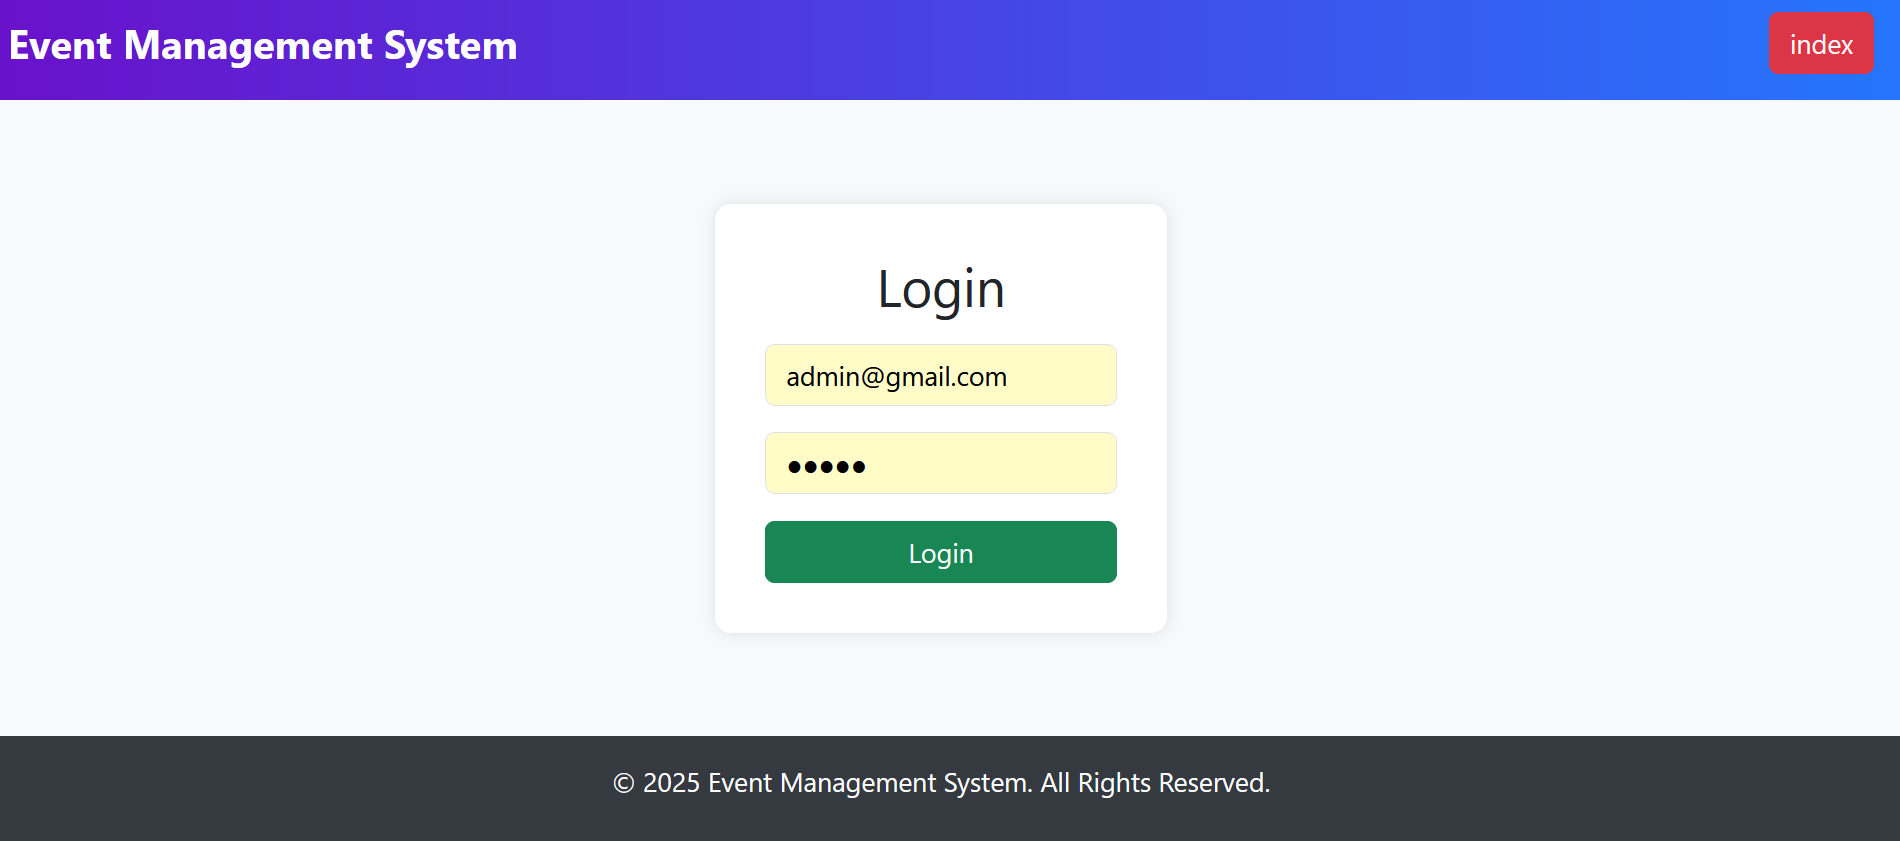 Event Management System
index
Login
admin@gmail.com
•••••
Login
© 2025 Event Management System. All Rights Reserved.